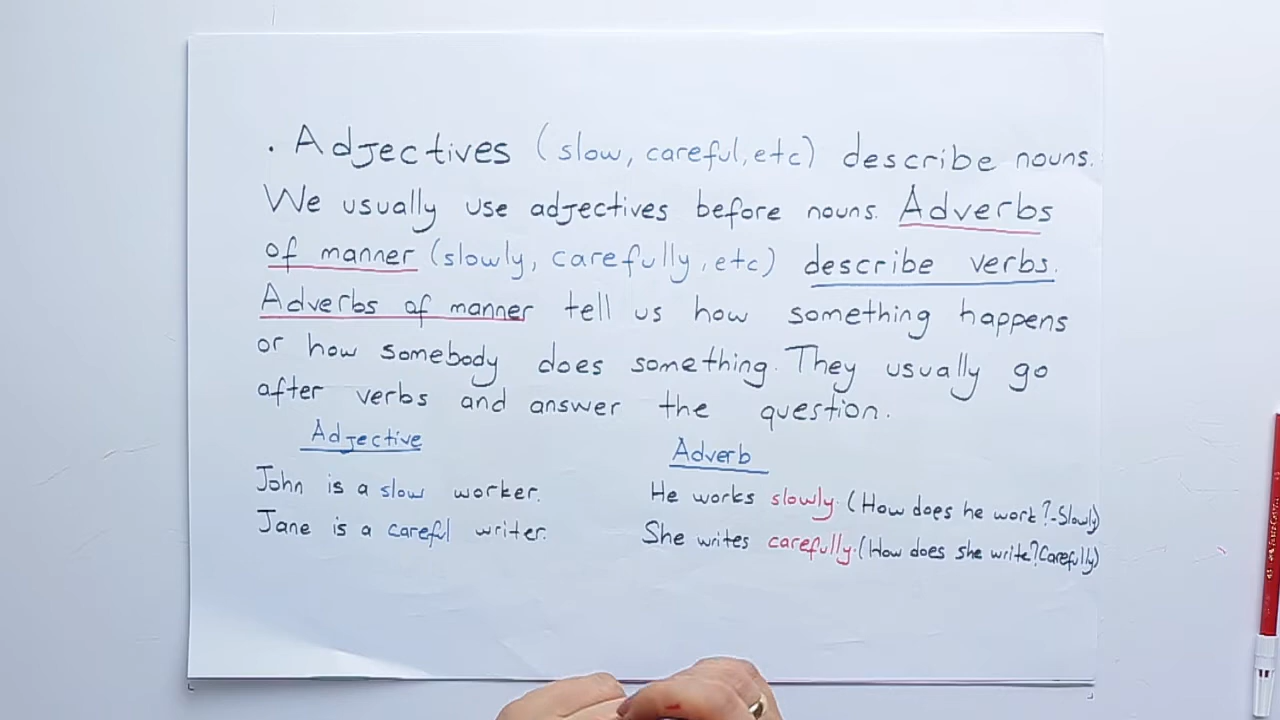 . Adjectives (slow, careful, etc) describe nouns.
We usually use adjectives before nouns. Adverbs
of manner (slowly, carefully, etc) describe verbs.
Adverbs of manner tell us how something happens
or how somebody does something. They usually go
after verbs and answer the question.
Adjective
Adverb
John is a slow worker.
He works slowly. (How does he work?-Slowly)
Jane is a careful writer.
She writes carefully. (How does she write? Carefully)